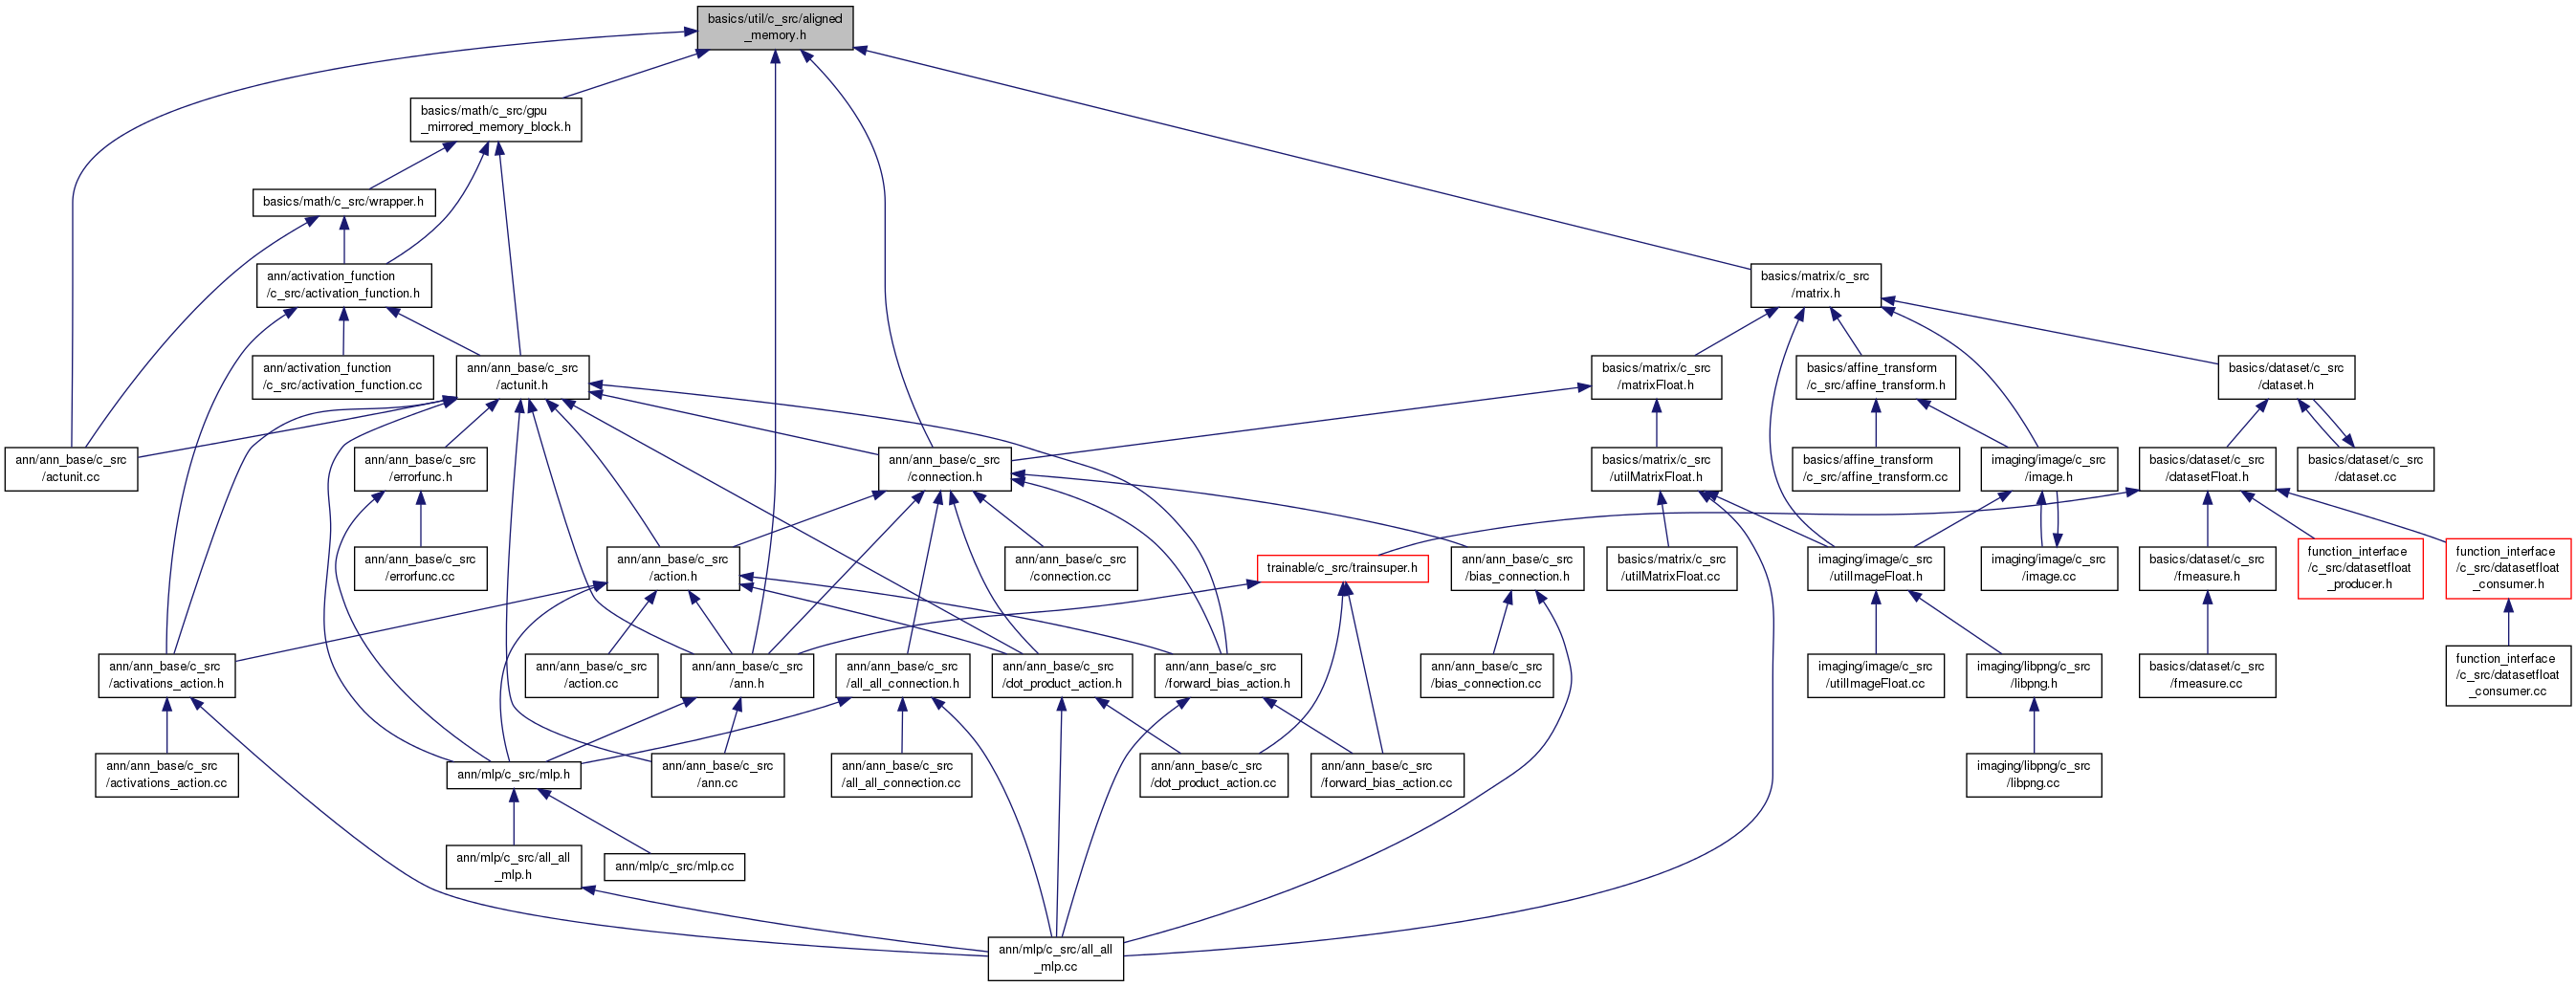 basics/util/c_src/aligned
_memory.h
basics/math/c_src/gpu
_mirrored_memory_block.h
basics/math/c_src/wrapper.h
ann/activation_function
/c_src/activation_function.h
basics/matrix/c_src
/matrix.h
ann/activation_function
/c_src/activation_function.cc
ann/ann_base/c_src
/actunit.h
basics/matrix/c_src
/matrixFloat.h
basics/affine_transform
/c_src/affine_transform.h
basics/dataset/c_src
/dataset.h
ann/ann_base/c_src
/actunit.cc
ann/ann_base/c_src
/errorfunc.h
ann/ann_base/c_src
/connection.h
basics/matrix/c_src
/utilMatrixFloat.h
basics/affine_transform
/c_src/affine_transform.cc
imaging/image/c_src
/image.h
basics/dataset/c_src
/datasetFloat.h
basics/dataset/c_src
/dataset.cc
ann/ann_base/c_src
/errorfunc.cc
ann/ann_base/c_src
/action.h
ann/ann_base/c_src
/connection.cc
trainable/c_src/trainsuper.h
ann/ann_base/c_src
/bias_connection.h
basics/matrix/c_src
/utilMatrixFloat.cc
imaging/image/c_src
/utilImageFloat.h
imaging/image/c_src
/image.cc
basics/dataset/c_src
/fmeasure.h
function_interface
/c_src/datasetfloat
_producer.h
function_interface
/c_src/datasetfloat
_consumer.h
ann/ann_base/c_src
/activations_action.h
ann/ann_base/c_src
/action.cc
ann/ann_base/c_src
/ann.h
ann/ann_base/c_src
/all_all_connection.h
ann/ann_base/c_src
/dot_product_action.h
ann/ann_base/c_src
/forward_bias_action.h
ann/ann_base/c_src
/bias_connection.cc
imaging/image/c_src
/utilImageFloat.cc
imaging/libpng/c_src
/libpng.h
basics/dataset/c_src
/fmeasure.cc
function_interface
/c_src/datasetfloat
_consumer.cc
ann/ann_base/c_src
/activations_action.cc
ann/mlp/c_src/mlp.h
ann/ann_base/c_src
/ann.cc
ann/ann_base/c_src
/all_all_connection.cc
ann/ann_base/c_src
/dot_product_action.cc
ann/ann_base/c_src
/forward_bias_action.cc
imaging/libpng/c_src
/libpng.cc
ann/mlp/c_src/all_all
_mlp.h
ann/mlp/c_src/mlp.cc
ann/mlp/c_src/all_all
_mlp.cc